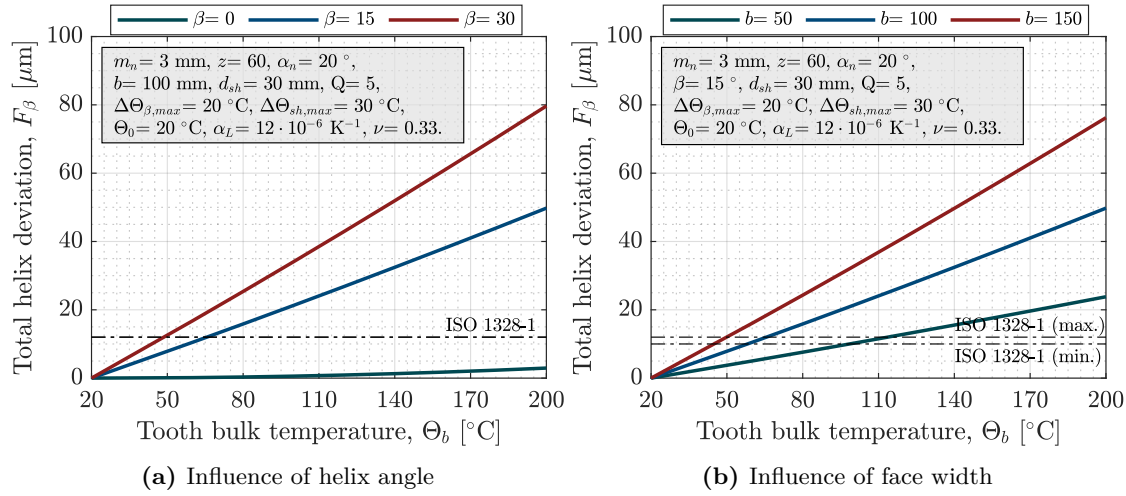 β= 0 β= 15 β= 30
100
80
60
40
20
0
Total helix deviation, F_β [μm]
m_n= 3 mm, z= 60, α_n= 20 °,
b= 100 mm, d_sh= 30 mm, Q= 5,
ΔΘ_β,max= 20 °C, ΔΘ_sh,max= 30 °C,
Θ_0= 20 °C, α_L= 12 · 10^−6 K^−1, ν= 0.33.
ISO 1328-1
20 50 80 110 140 170 200
Tooth bulk temperature, Θ_b [°C]
(a) Influence of helix angle
b= 50 b= 100 b= 150
100
80
60
40
20
0
Total helix deviation, F_β [μm]
m_n= 3 mm, z= 60, α_n= 20 °,
β= 15 °, d_sh= 30 mm, Q= 5,
ΔΘ_β,max= 20 °C, ΔΘ_sh,max= 30 °C,
Θ_0= 20 °C, α_L= 12 · 10^−6 K^−1, ν= 0.33.
ISO 1328-1 (max.)
ISO 1328-1 (min.)
20 50 80 110 140 170 200
Tooth bulk temperature, Θ_b [°C]
(b) Influence of face width